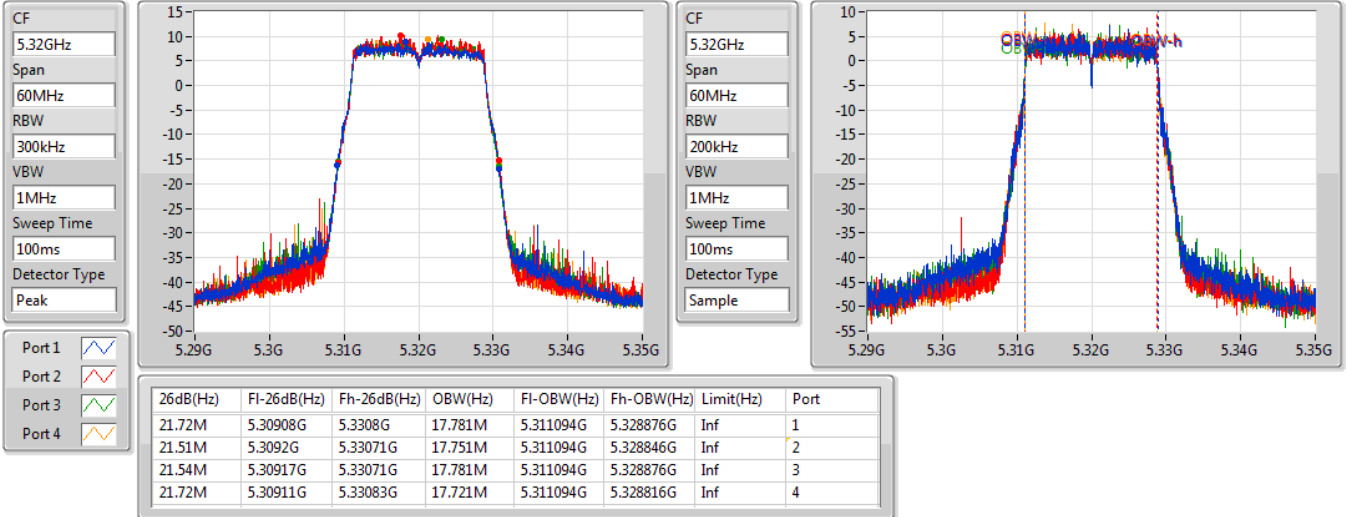 CF
5.32GHz
Span
60MHz
RBW
300kHz
VBW
1MHz
Sweep Time
100ms
Detector Type
Peak
15
10
5
0
-5
-10
-15
-20
-25
-30
-35
-40
-45
-50
5.29G 5.3G 5.31G 5.32G 5.33G 5.34G 5.35G
CF
5.32GHz
Span
60MHz
RBW
200kHz
VBW
1MHz
Sweep Time
100ms
Detector Type
Sample
10
5
0
-5
-10
-15
-20
-25
-30
-35
-40
-45
-50
-55
5.29G 5.3G 5.31G 5.32G 5.33G 5.34G 5.35G
Port 1
Port 2
Port 3
Port 4
26dB(Hz) Fl-26dB(Hz) Fh-26dB(Hz) OBW(Hz) Fl-OBW(Hz) Fh-OBW(Hz) Limit(Hz) Port
21.72M 5.30908G 5.3308G 17.781M 5.311094G 5.328876G Inf 1
21.51M 5.3092G 5.33071G 17.751M 5.311094G 5.328846G Inf 2
21.54M 5.30917G 5.33071G 17.781M 5.311094G 5.328876G Inf 3
21.72M 5.30911G 5.33083G 17.721M 5.311094G 5.328816G Inf 4